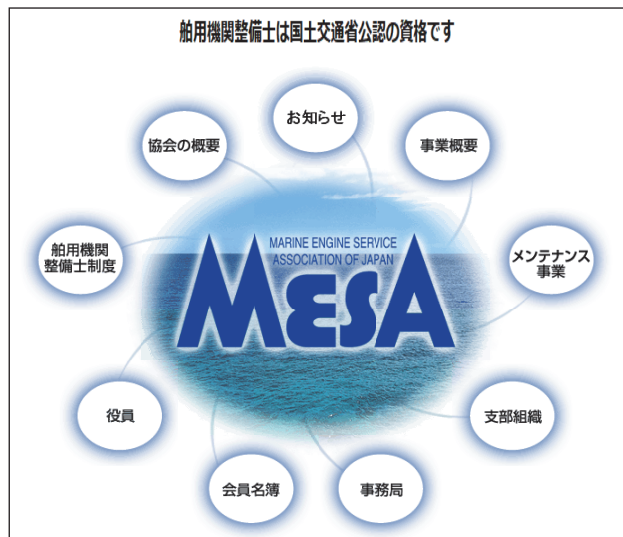 舶用機関整備士は国土交通省公認の資格です
お知らせ
協会の概要
事業概要
舶用機関
整備士制度
MARINE ENGINE SERVICE
ASSOCIATION OF JAPAN
メンテナンス
事業
MESA
役員
支部組織
会員名簿
事務局